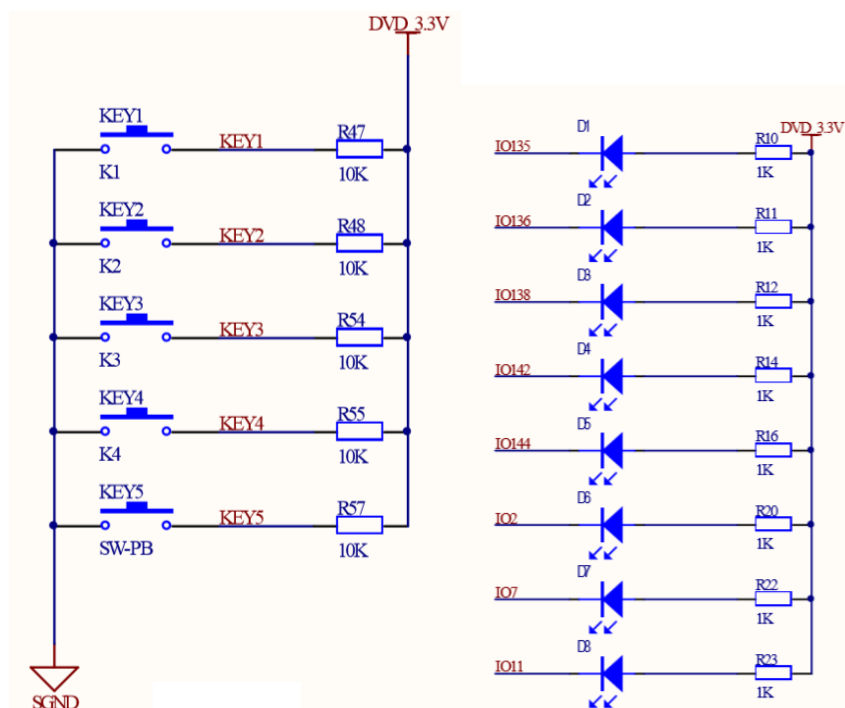 DVD_3.3V
KEY1
KEY1
R47
K1
10K
KEY2
KEY2
R48
K2
10K
KEY3
KEY3
R54
K3
10K
KEY4
KEY4
R55
K4
10K
KEY5
KEY5
R57
SW-PB
10K
SGND
DVD_3.3V
D1
IO135
R10
1K
D2
IO136
R11
1K
D3
IO138
R12
1K
D4
IO142
R14
1K
D5
IO144
R16
1K
D6
IO2
R20
1K
D7
IO7
R22
1K
D8
IO11
R23
1K